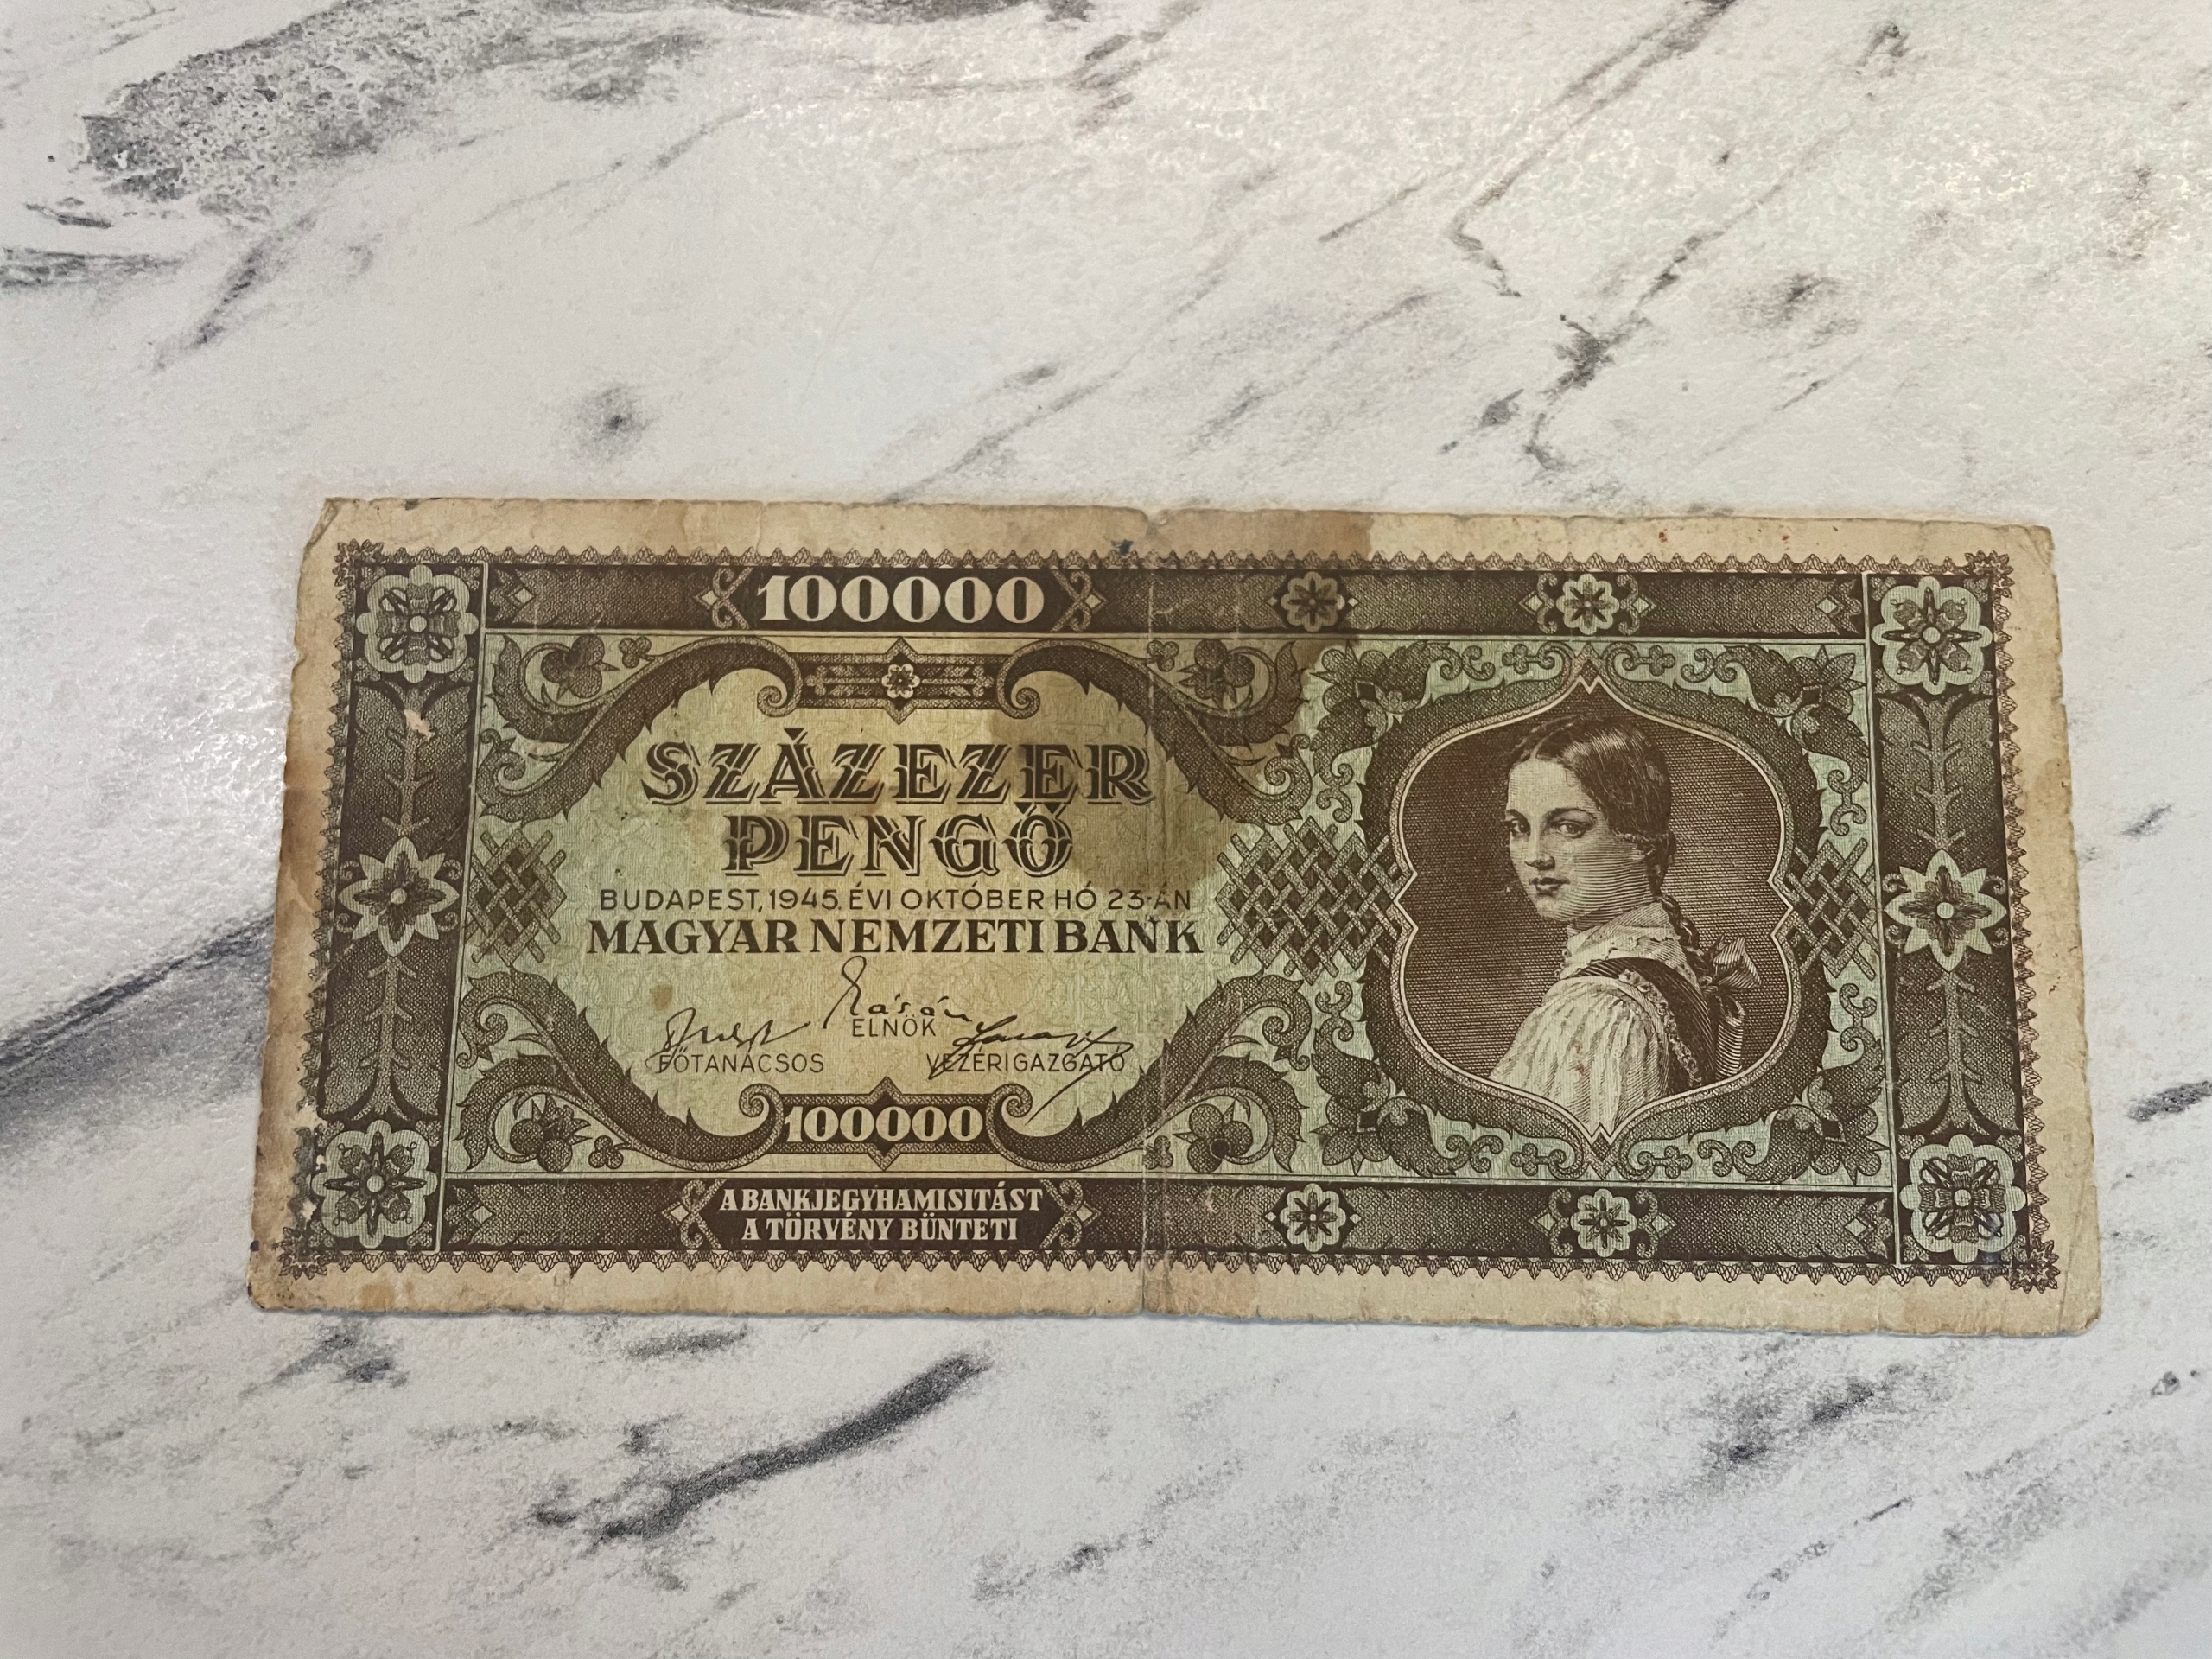 100000
SZÁZEZER
PENGŐ
BUDAPEST, 1945. ÉVI OKTÓBER HÓ 23-ÁN
MAGYAR NEMZETI BANK
ELNÖK
FŐTANÁCSOS VEZÉRIGAZGATÓ
100000
A BANKJEGYHAMISITÁST
A TÖRVÉNY BÜNTETI